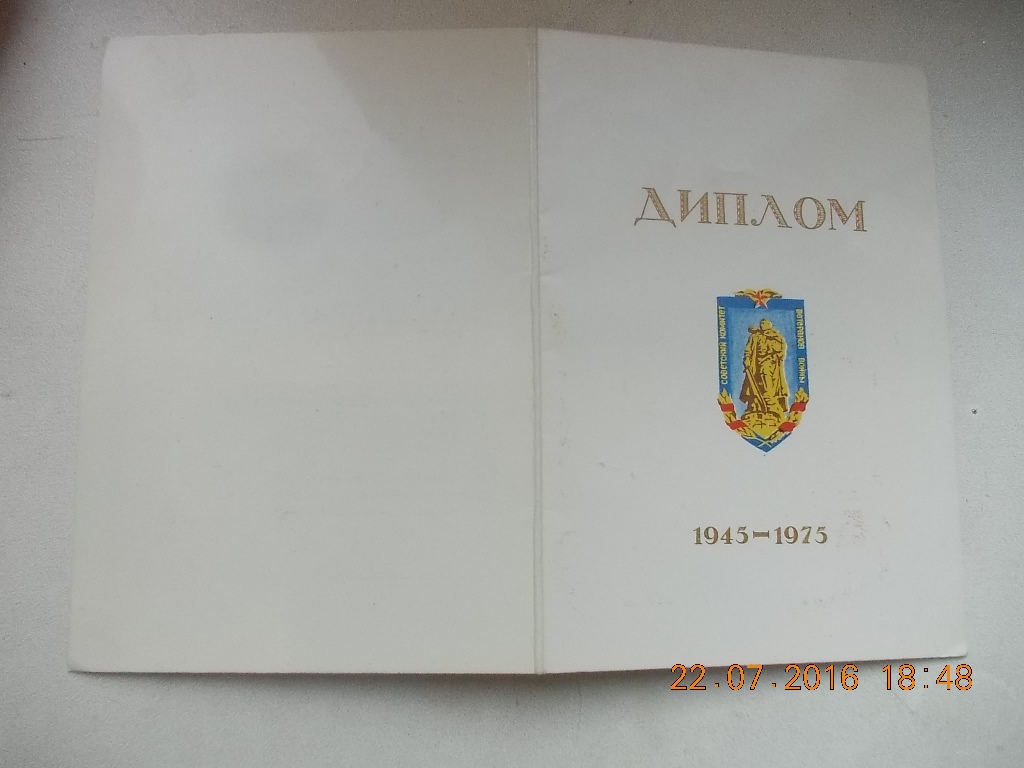 ДИПЛОМ
СОВЕТСКИЙ КОМИТЕТ
ВЕТЕРАНОВ ВОЙНЫ
1945–1975
22.07.2016 18:48